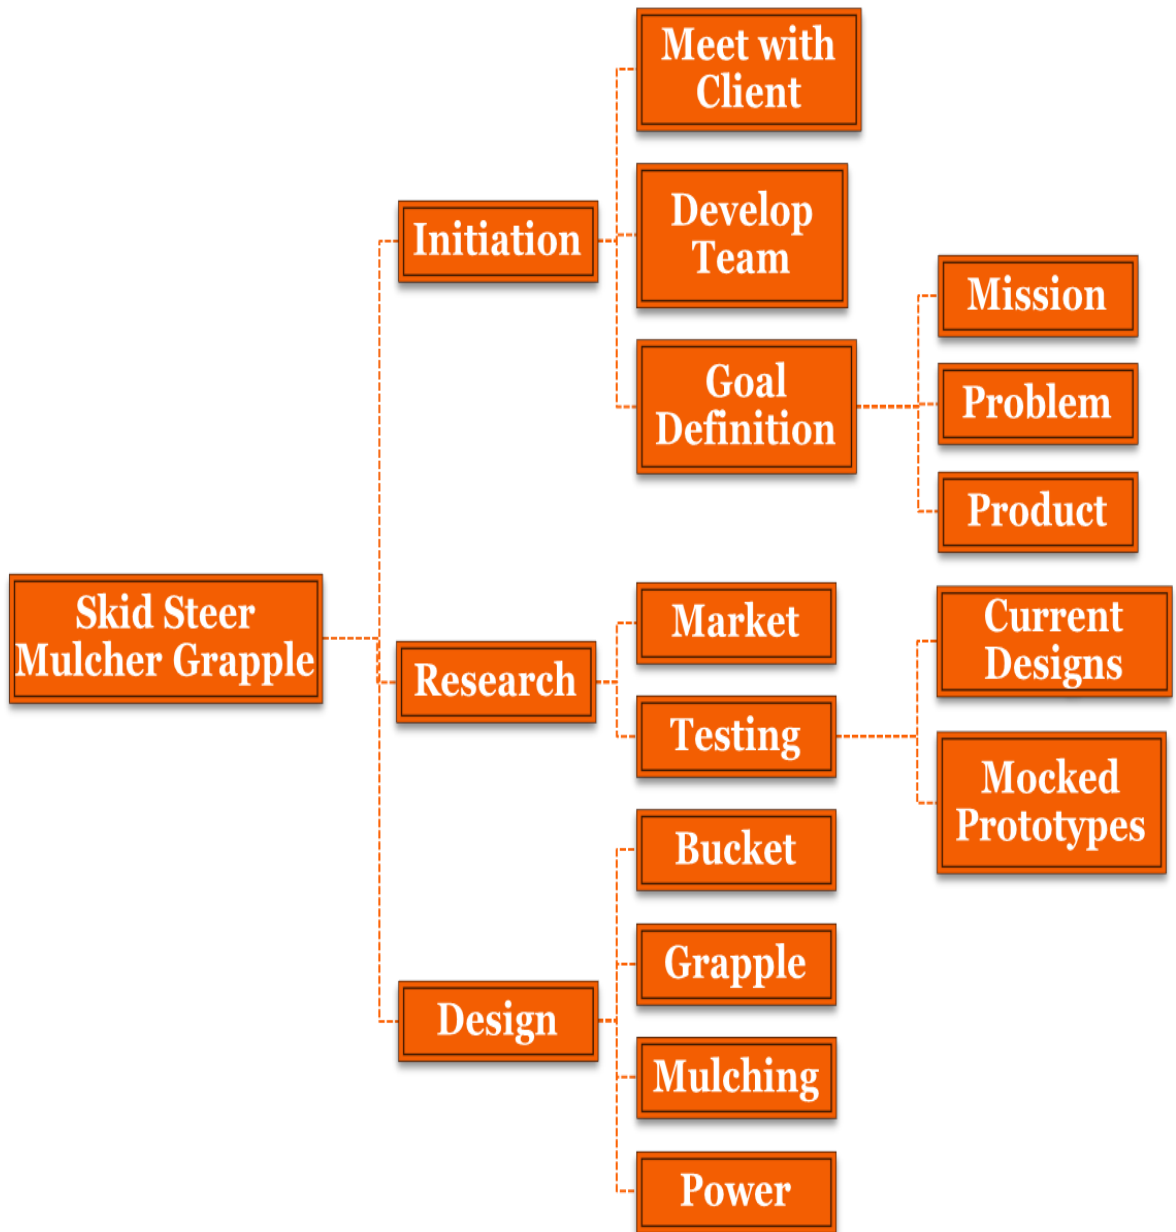 Skid Steer
Mulcher Grapple
Initiation
Meet with
Client
Develop
Team
Goal
Definition
Mission
Problem
Product
Research
Market
Testing
Current
Designs
Mocked
Prototypes
Design
Bucket
Grapple
Mulching
Power